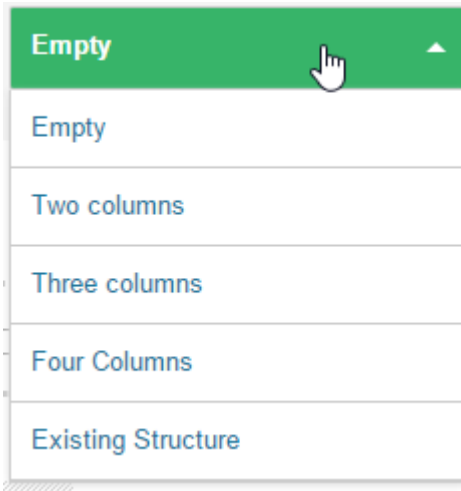 Empty
Empty
Two columns
Three columns
Four Columns
Existing Structure